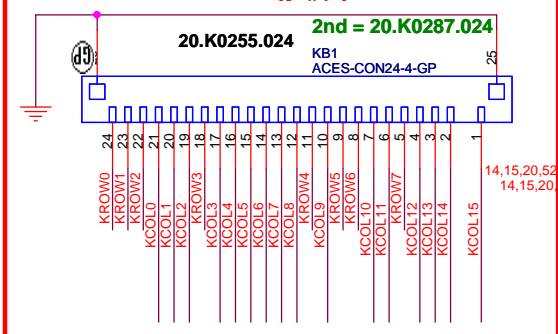 2nd = 20.K0287.024
20.K0255.024
KB1
ACES-CON24-4-GP
GP
25
24
23
22
21
20
19
18
17
16
15
14
13
12
11
10
9
8
7
6
5
4
3
2
1
KROW0
KROW1
KROW2
KCOL0
KCOL1
KCOL2
KROW3
KCOL3
KCOL4
KCOL5
KCOL6
KCOL7
KCOL8
KROW4
KCOL9
KROW5
KROW6
KCOL10
KCOL11
KROW7
KCOL12
KCOL13
KCOL14
KCOL15
14,15,20,52
14,15,20,